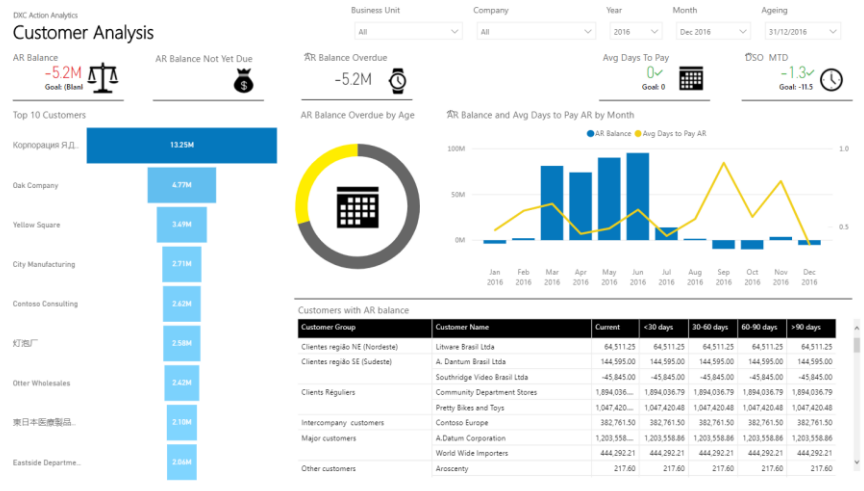 DXC Action Analytics
Customer Analysis
Business Unit
All
Company
All
Year
2016
Month
Dec 2016
Ageing
31/12/2016
AR Balance
-5.2M
Goal: (Blank
AR Balance Not Yet Due
AR Balance Overdue
-5.2M
Avg Days To Pay
0
Goal: 0
DSO MTD
-1.3
Goal: -11.5
Top 10 Customers
Корпорация Я Д..
13.25M
Oak Company
4.77M
Yellow Square
3.69M
City Manufacturing
2.71M
Contoso Consulting
2.62M
灯泡厂
2.58M
Otter Wholesales
2.42M
東日本医療製品..
2.10M
Eastside Departme...
2.06M
AR Balance Overdue by Age
AR Balance and Avg Days to Pay AR by Month
AR Balance Avg Days to Pay AR
100M
50M
0M
1.0
0.5
Jan 2016 Feb 2016 Mar 2016 Apr 2016 May 2016 Jun 2016 Jul 2016 Aug 2016 Sep 2016 Oct 2016 Nov 2016 Dec 2016
Customers with AR balance
Customer Group Customer Name Current <30 days 30-60 days 60-90 days >90 days
Clientes região NE (Nordeste) Litware Brasil Ltda 64,511.25 64,511.25 64,511.25 64,511.25 64,511.25
Clientes região SE (Sudeste) A. Dantum Brasil Ltda 144,595.00 144,595.00 144,595.00 144,595.00 144,595.00
Southridge Video Brasil Ltda -45,845.00 -45,845.00 -45,845.00 -45,845.00 -45,845.00
Clients Réguliers Community Department Stores 1,894,036.... 1,894,036.79 1,894,036.79 1,894,036.79 1,894,036.79
Pretty Bikes and Toys 1,047,420.... 1,047,420.48 1,047,420.48 1,047,420.48 1,047,420.48
Intercompany customers Contoso Europe 382,761.50 382,761.50 382,761.50 382,761.50 382,761.50
Major customers A.Datum Corporation 1,203,558.... 1,203,558.86 1,203,558.86 1,203,558.86 1,203,558.86
World Wide Importers 444,292.21 444,292.21 444,292.21 444,292.21 444,292.21
Other customers Aroscenty 217.60 217.60 217.60 217.60 217.60